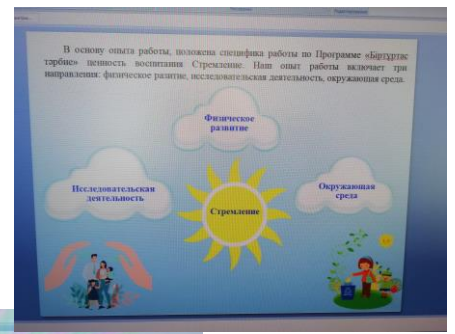 В основу опыта работы, положена специфика работы по Программе «Біртұтас
тәрбие» ценность воспитания Стремление. Наш опыт работы включает три
направления: физическое разитие, исследовательская деятельность, окружающая среда.
Физическое
развитие
Исследовательская
деятельность
Окружающая
среда
Стремление